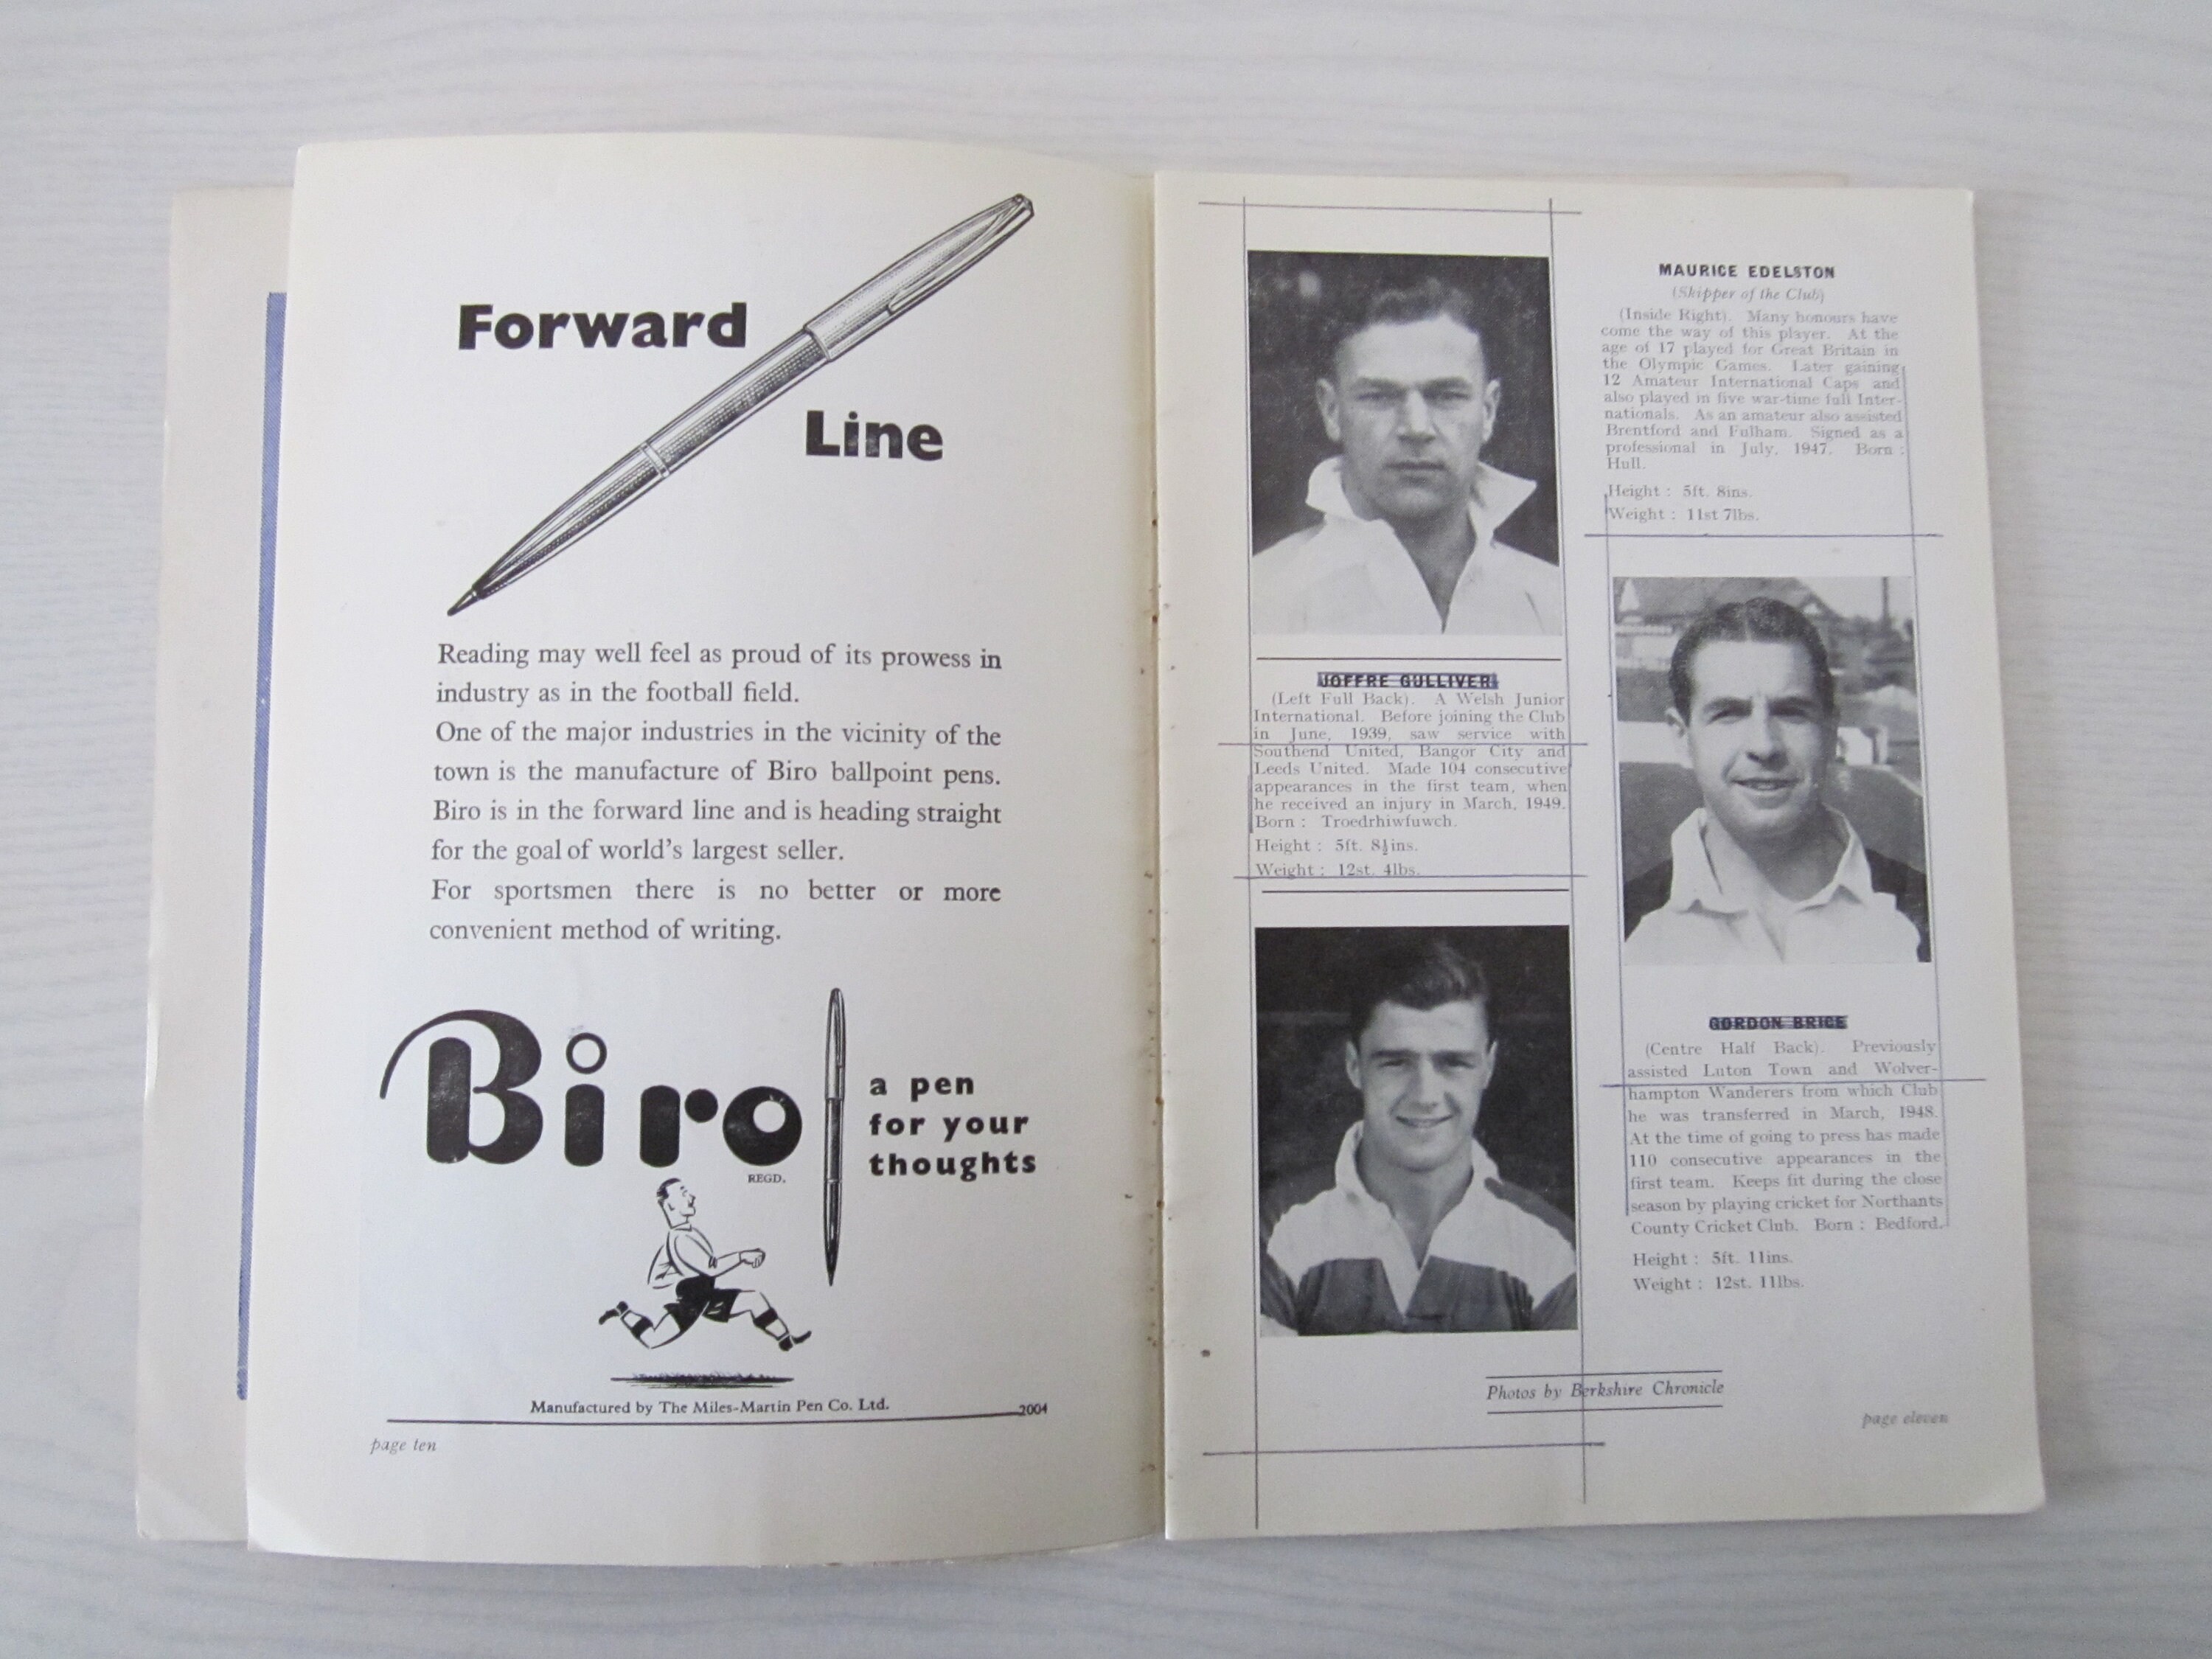 Forward
Line
Reading may well feel as proud of its prowess in
industry as in the football field.
One of the major industries in the vicinity of the
town is the manufacture of Biro ballpoint pens.
Biro is in the forward line and is heading straight
for the goal of world's largest seller.
For sportsmen there is no better or more
convenient method of writing.
Biro
REGD.
a pen
for your
thoughts
Manufactured by The Miles-Martin Pen Co. Ltd.
2004
page ten
JOFFRE GULLIVER
(Left Full Back). A Welsh Junior
International. Before joining the Club
in June, 1939, saw service with
Southend United, Bangor City and
Leeds United. Made 104 consecutive
appearances in the first team, when
he received an injury in March, 1949.
Born : Troedrhiwfuwch.
Height : 5ft. 8½ins.
Weight : 12st. 4lbs.
MAURICE EDELSTON
(Skipper of the Club)
(Inside Right). Many honours have
come the way of this player. At the
age of 17 played for Great Britain in
the Olympic Games. Later gaining
12 Amateur International Caps and
also played in five war-time full Inter-
nationals. As an amateur also assisted
Brentford and Fulham. Signed as a
professional in July, 1947. Born :
Hull.
Height : 5ft. 8ins.
Weight : 11st 7lbs.
GORDON BRICE
(Centre Half Back). Previously
assisted Luton Town and Wolver-
hampton Wanderers from which Club
he was transferred in March, 1948.
At the time of going to press has made
110 consecutive appearances in the
first team. Keeps fit during the close
season by playing cricket for Northants
County Cricket Club. Born : Bedford.
Height : 5ft. 11ins.
Weight : 12st. 11lbs.
Photos by Berkshire Chronicle
page eleven